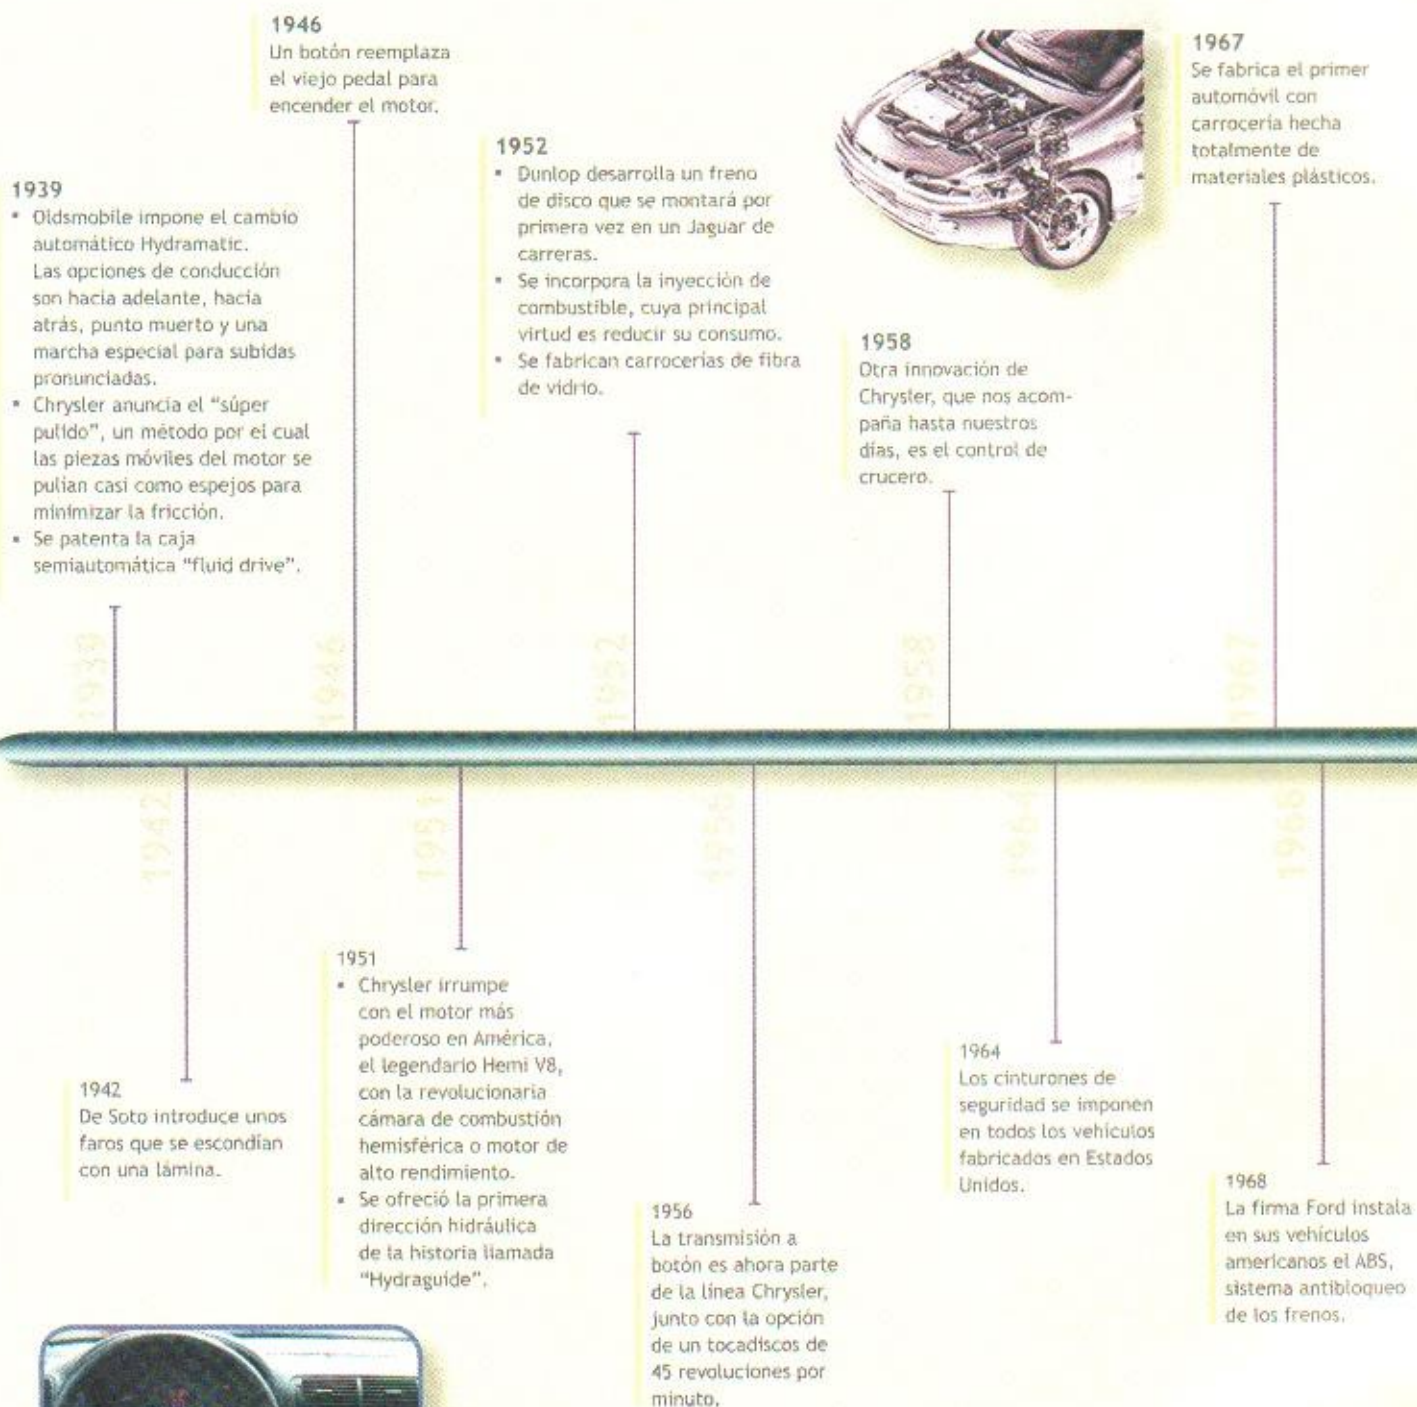 1946
Un botón reemplaza
el viejo pedal para
encender el motor.
1967
Se fabrica el primer
automóvil con
carrocería hecha
totalmente de
materiales plásticos.
1952
▪ Dunlop desarrolla un freno
de disco que se montará por
primera vez en un Jaguar de
carreras.
▪ Se incorpora la inyección de
combustible, cuya principal
virtud es reducir su consumo.
▪ Se fabrican carrocerías de fibra
de vidrio.
1939
▪ Oldsmobile impone el cambio
automático Hydramatic.
Las opciones de conducción
son hacia adelante, hacia
atrás, punto muerto y una
marcha especial para subidas
pronunciadas.
▪ Chrysler anuncia el “súper
pulido”, un método por el cual
las piezas móviles del motor se
pulían casi como espejos para
minimizar la fricción.
▪ Se patenta la caja
semiautomática “fluid drive”.
1958
Otra innovación de
Chrysler, que nos acom-
paña hasta nuestros
días, es el control de
crucero.
1939
1946
1952
1958
1967
1942
1951
1956
1964
1968
1951
▪ Chrysler irrumpe
con el motor más
poderoso en América,
el legendario Hemi V8,
con la revolucionaria
cámara de combustión
hemisférica o motor de
alto rendimiento.
▪ Se ofreció la primera
dirección hidráulica
de la historia llamada
“Hydraguide”.
1942
De Soto introduce unos
faros que se escondían
con una lámina.
1964
Los cinturones de
seguridad se imponen
en todos los vehículos
fabricados en Estados
Unidos.
1968
La firma Ford instala
en sus vehículos
americanos el ABS,
sistema antibloqueo
de los frenos.
1956
La transmisión a
botón es ahora parte
de la línea Chrysler,
junto con la opción
de un tocadiscos de
45 revoluciones por
minuto.